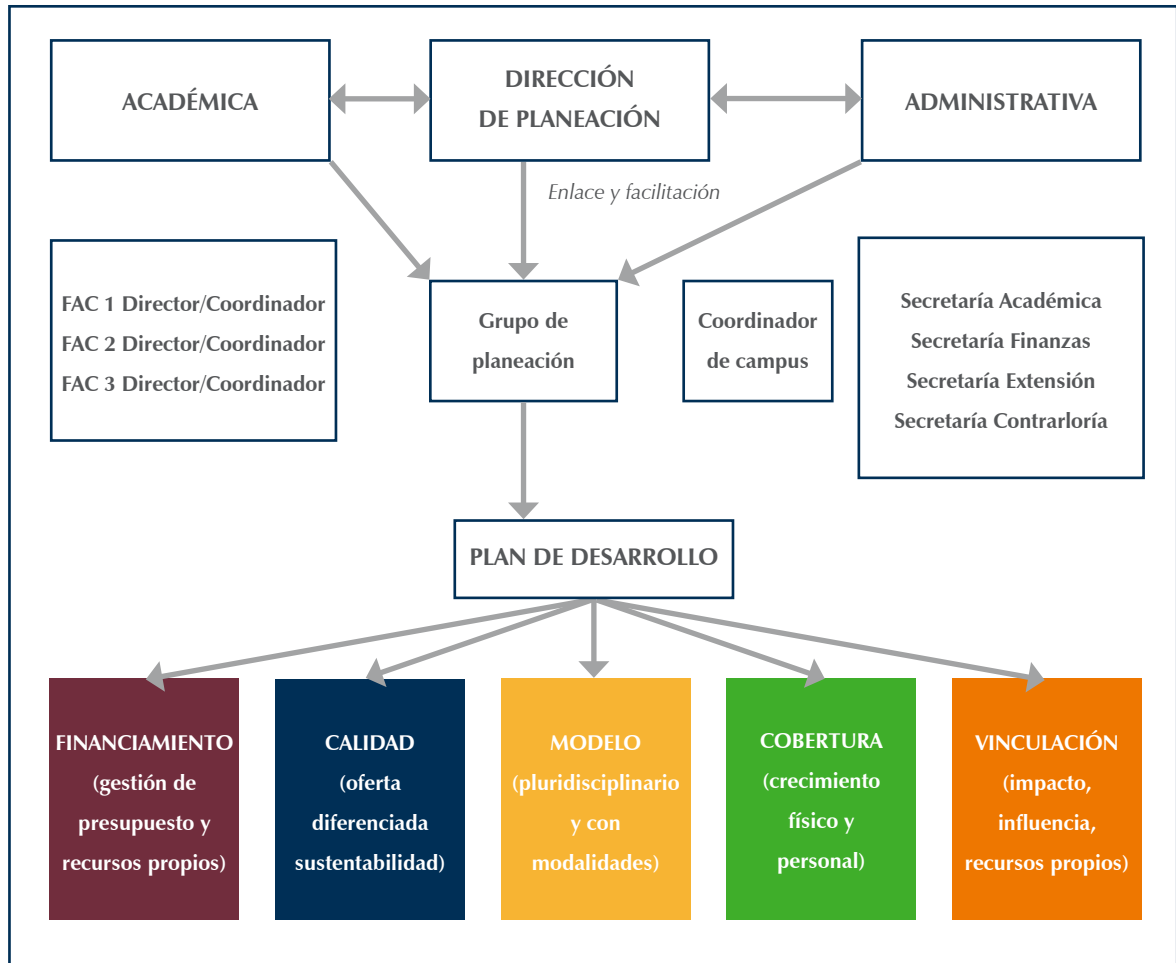 ACADÉMICA
DIRECCIÓN
DE PLANEACIÓN
ADMINISTRATIVA
Enlace y facilitación
FAC 1 Director/Coordinador
FAC 2 Director/Coordinador
FAC 3 Director/Coordinador
Grupo de
planeación
Coordinador
de campus
Secretaría Académica
Secretaría Finanzas
Secretaría Extensión
Secretaría Contrarloría
PLAN DE DESARROLLO
FINANCIAMIENTO
(gestión de
presupuesto y
recursos propios)
CALIDAD
(oferta
diferenciada
sustentabilidad)
MODELO
(pluridisciplinario
y con
modalidades)
COBERTURA
(crecimiento
físico y
personal)
VINCULACIÓN
(impacto,
influencia,
recursos propios)